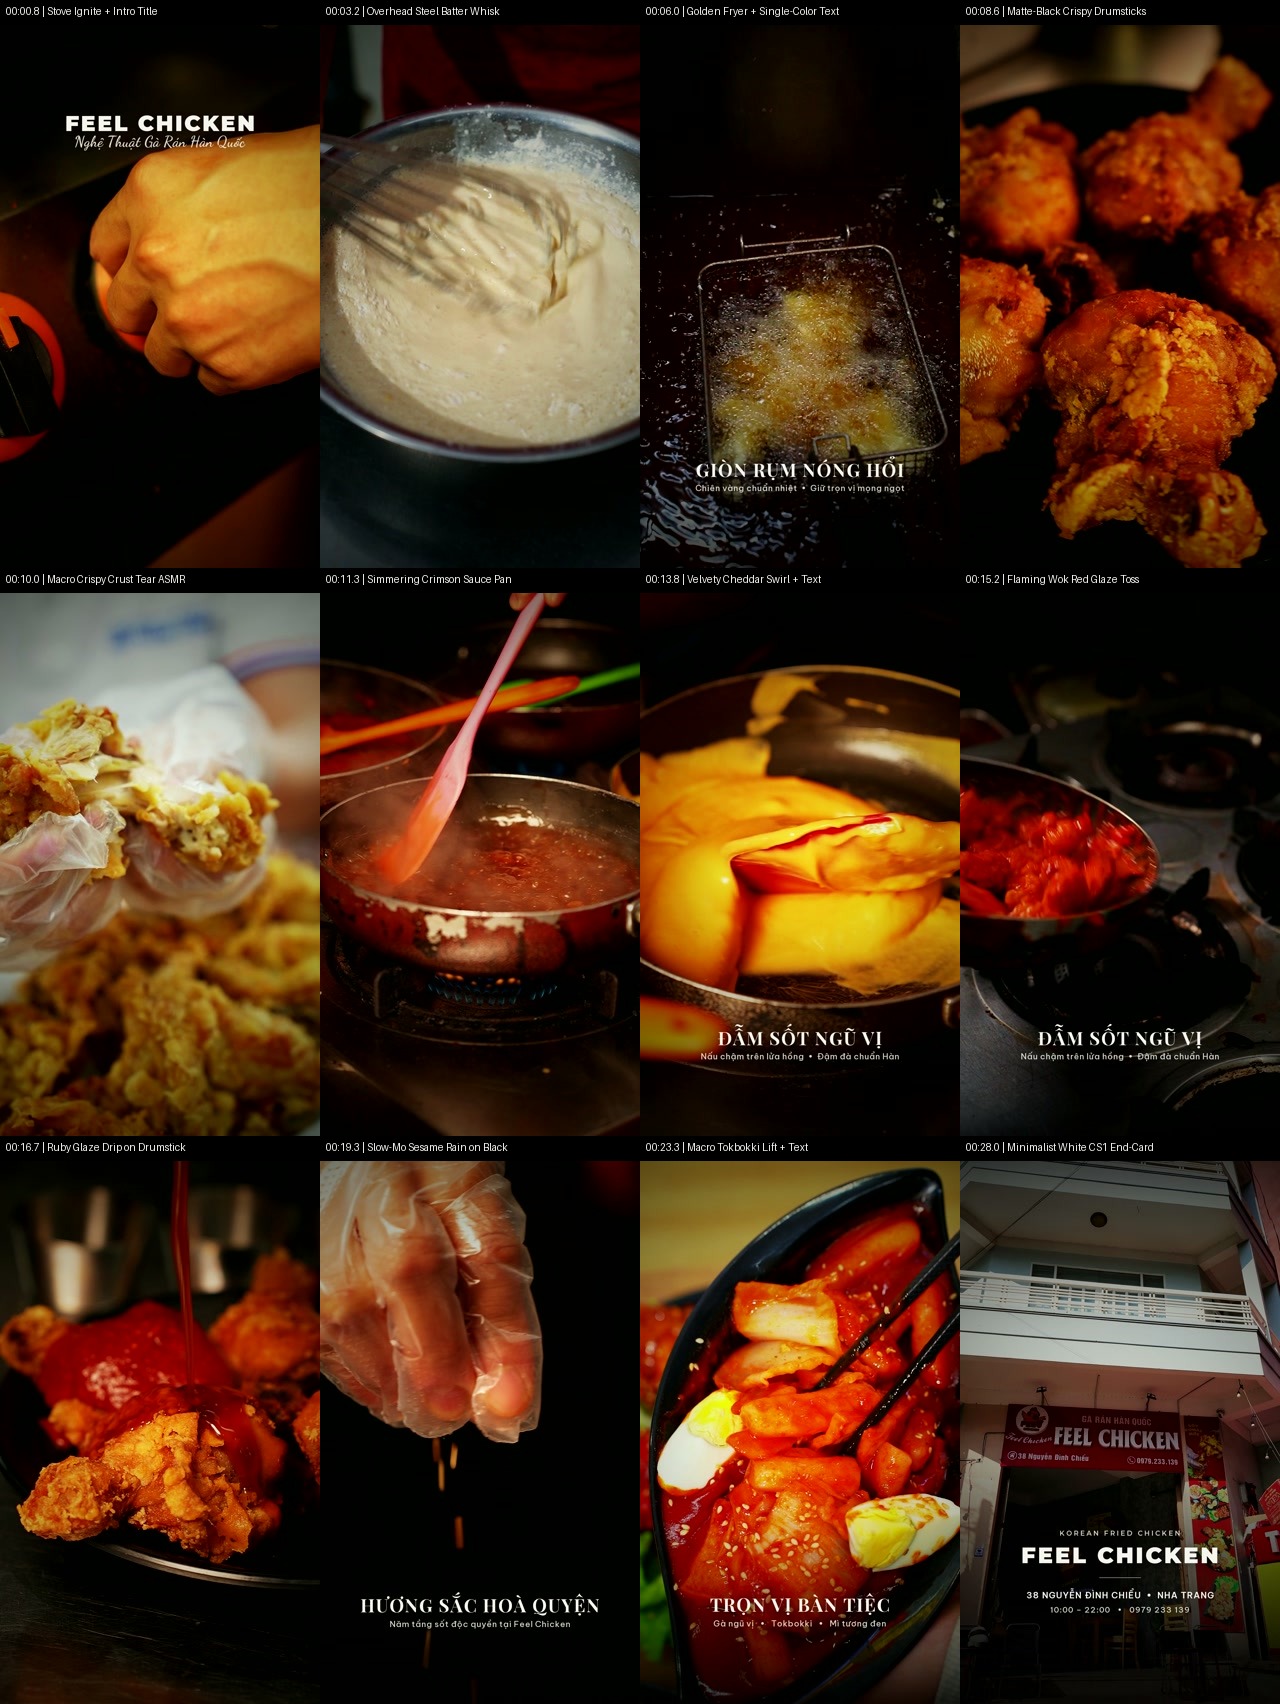 00:00.8 | Stove Ignite + Intro Title
FEEL CHICKEN
Nghệ Thuật Gà Rán Hàn Quốc
00:03.2 | Overhead Steel Batter Whisk
00:06.0 | Golden Fryer + Single-Color Text
GIÒN RỤM NÓNG HỔI
Chiên vàng chuẩn nhiệt • Giữ trọn vị mọng ngọt
00:08.6 | Matte-Black Crispy Drumsticks
00:10.0 | Macro Crispy Crust Tear ASMR
00:11.3 | Simmering Crimson Sauce Pan
00:13.8 | Velvety Cheddar Swirl + Text
ĐẪM SỐT NGŨ VỊ
Nấu chậm trên lửa hồng • Đậm đà chuẩn Hàn
00:15.2 | Flaming Wok Red Glaze Toss
ĐẪM SỐT NGŨ VỊ
Nấu chậm trên lửa hồng • Đậm đà chuẩn Hàn
00:16.7 | Ruby Glaze Drip on Drumstick
00:19.3 | Slow-Mo Sesame Rain on Black
HƯƠNG SẮC HOÀ QUYỆN
Năm tầng sốt độc quyền tại Feel Chicken
00:23.3 | Macro Tokbokki Lift + Text
TRỌN VỊ BÀN TIỆC
Gà ngũ vị • Tokbokki • Mì tương đen
00:28.0 | Minimalist White CS1 End-Card
GÀ RÁN HÀN QUỐC
Feel Chicken
FEEL CHICKEN
38 Nguyễn Đình Chiểu
0979.233.139
KOREAN FRIED CHICKEN
FEEL CHICKEN
38 NGUYỄN ĐÌNH CHIỂU • NHA TRANG
10:00 – 22:00 • 0979 233 139